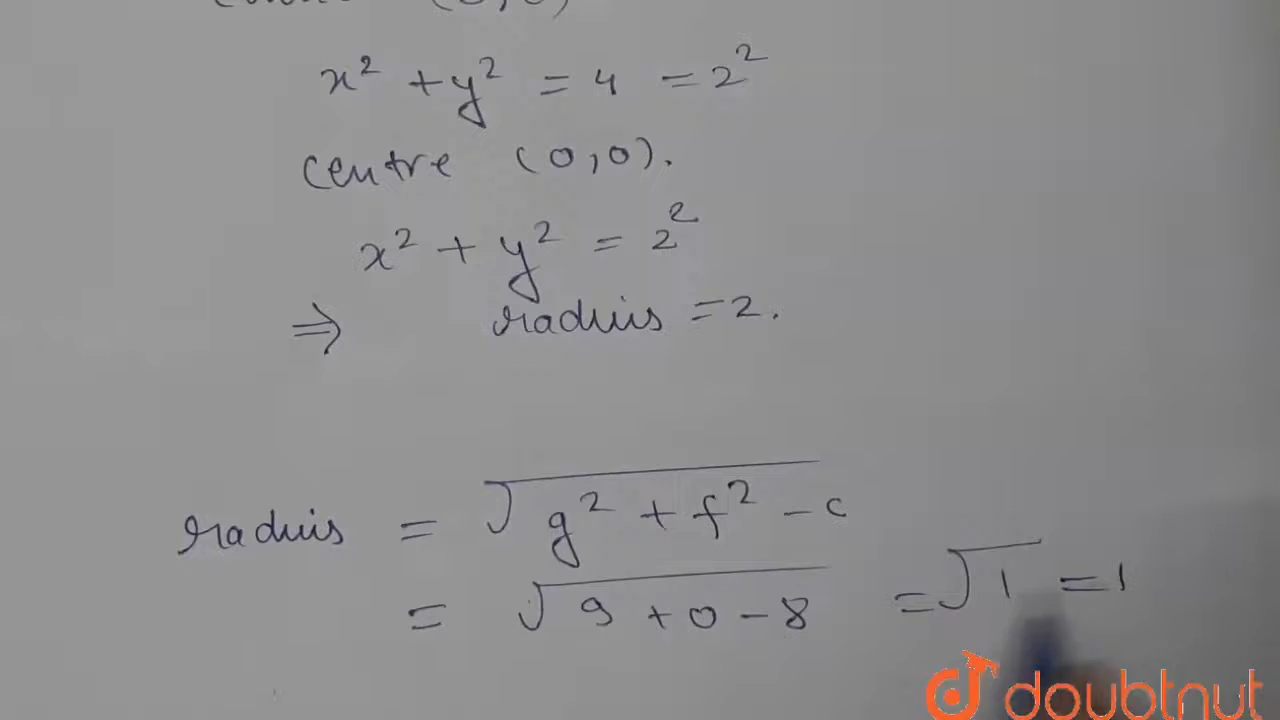 x² + y² = 4 = 2²
centre (0,0).
x² + y² = 2²
⇒ radius = 2.
radius = √g² + f² - c
= √9 + 0 - 8 = √1 = 1
doubtnut